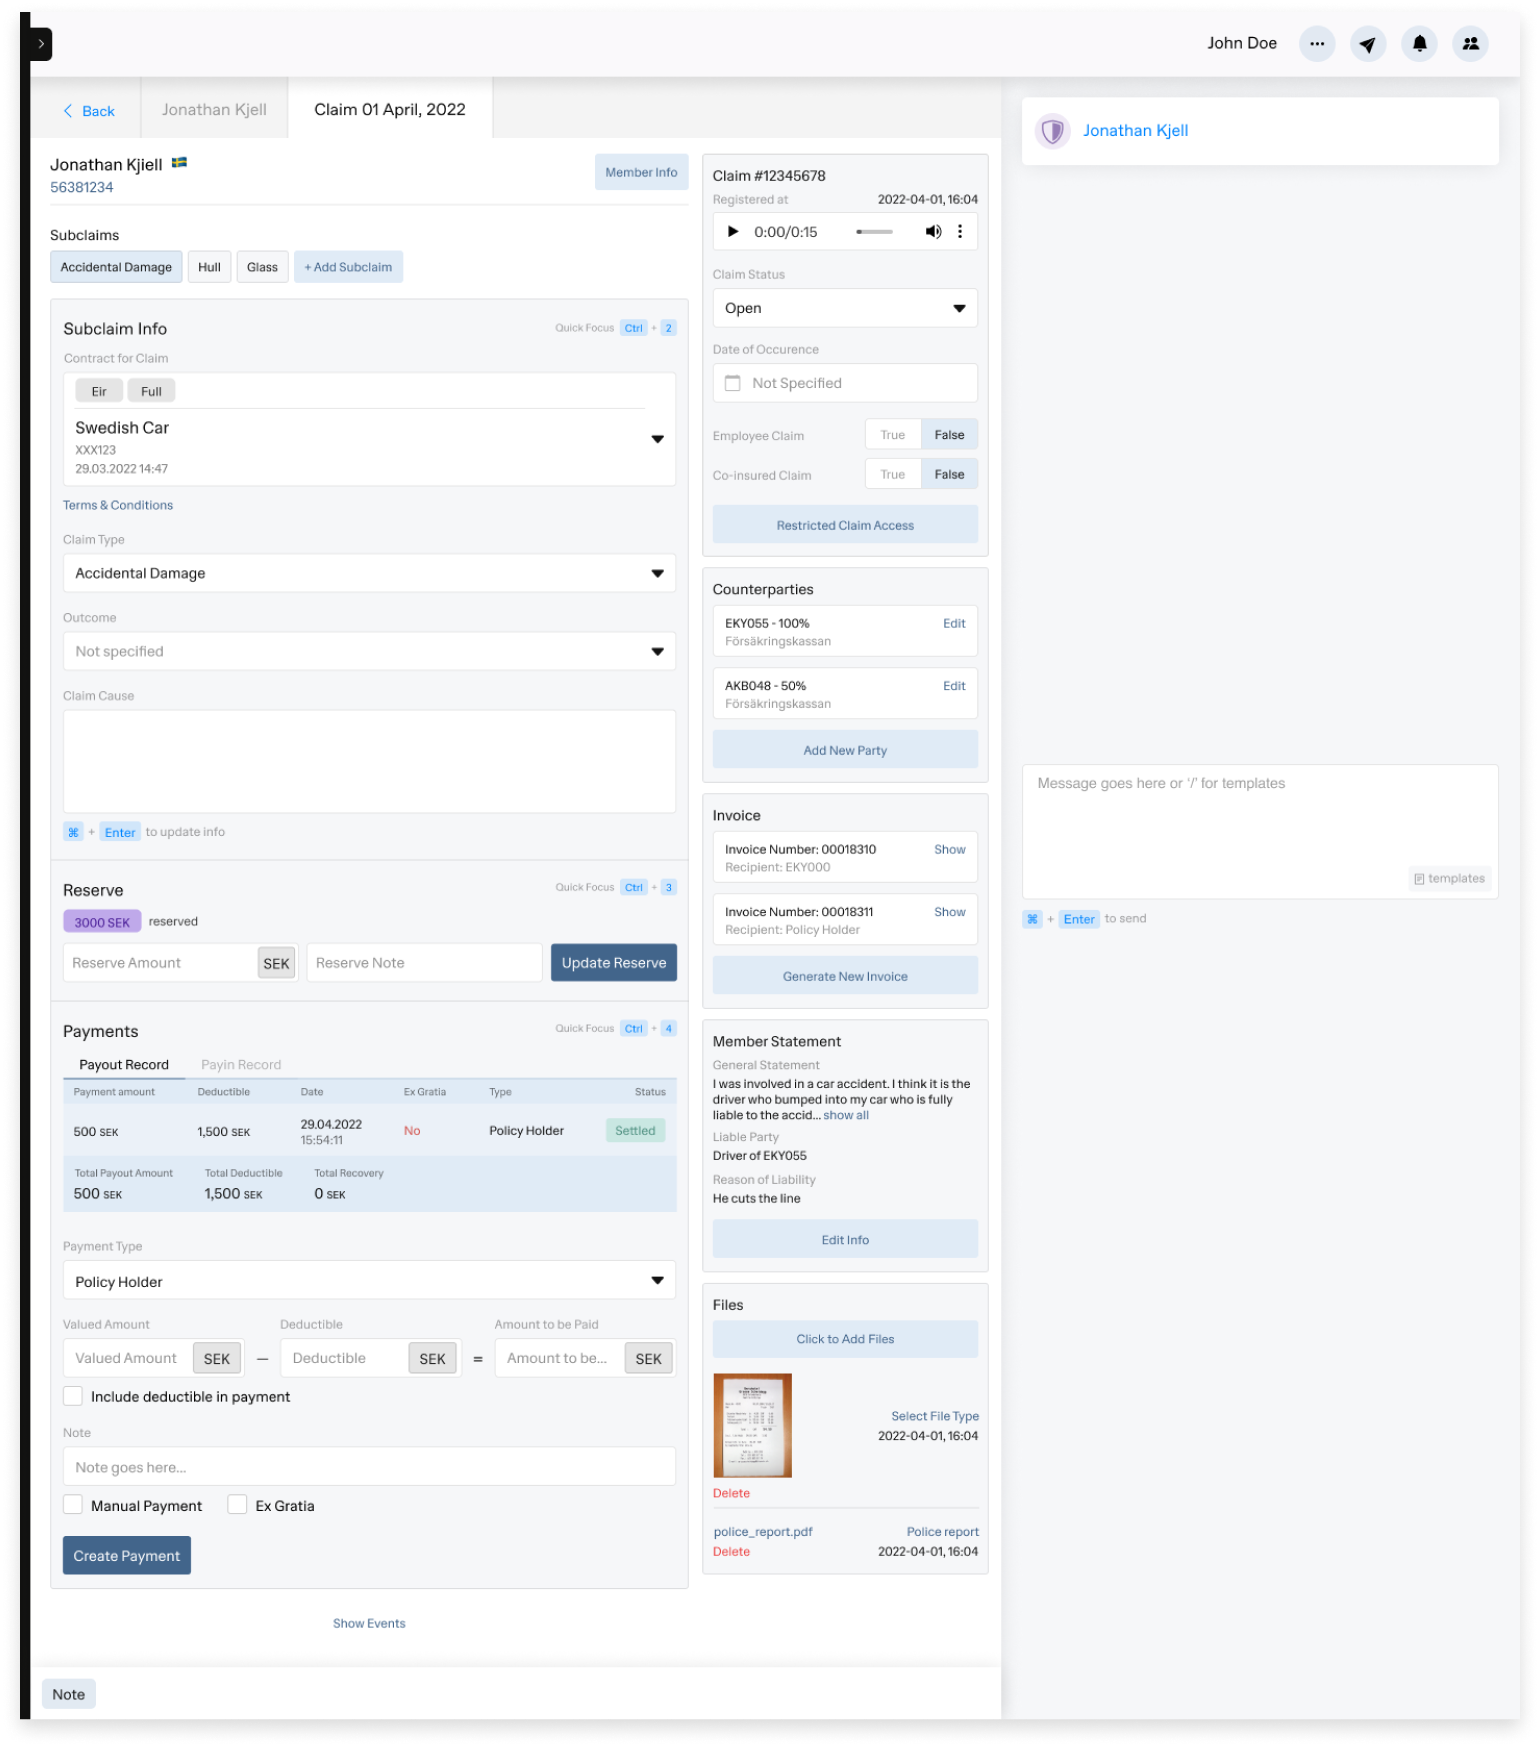 John Doe
Back
Jonathan Kjell
Claim 01 April, 2022
Jonathan Kjell
Jonathan Kjiell
56381234
Member Info
Subclaims
Accidental Damage
Hull
Glass
+ Add Subclaim
Subclaim Info
Quick Focus Ctrl + 2
Contract for Claim
Eir
Full
Swedish Car
XXX123
29.03.2022 14:47
Terms & Conditions
Claim Type
Accidental Damage
Outcome
Not specified
Claim Cause
⌘ + Enter to update info
Reserve
Quick Focus Ctrl + 3
3000 SEK reserved
Reserve Amount SEK
Reserve Note
Update Reserve
Payments
Quick Focus Ctrl + 4
Payout Record
Payin Record
Payment amount Deductible Date Ex Gratia Type Status
500 SEK 1,500 SEK 29.04.2022 No Policy Holder Settled
15:54:11
Total Payout Amount Total Deductible Total Recovery
500 SEK 1,500 SEK 0 SEK
Payment Type
Policy Holder
Valued Amount Deductible Amount to be Paid
Valued Amount SEK — Deductible SEK = Amount to be... SEK
Include deductible in payment
Note
Note goes here...
Manual Payment
Ex Gratia
Create Payment
Show Events
Note
Claim #12345678
Registered at 2022-04-01, 16:04
0:00/0:15
Claim Status
Open
Date of Occurence
Not Specified
Employee Claim True False
Co-insured Claim True False
Restricted Claim Access
Counterparties
EKY055 - 100% Edit
Försäkringskassan
AKB048 - 50% Edit
Försäkringskassan
Add New Party
Invoice
Invoice Number: 00018310 Show
Recipient: EKY000
Invoice Number: 00018311 Show
Recipient: Policy Holder
Generate New Invoice
Member Statement
General Statement
I was involved in a car accident. I think it is the
driver who bumped into my car who is fully
liable to the accid... show all
Liable Party
Driver of EKY055
Reason of Liability
He cuts the line
Edit Info
Files
Click to Add Files
Select File Type
2022-04-01, 16:04
Delete
police_report.pdf Police report
Delete 2022-04-01, 16:04
Message goes here or '/' for templates
templates
⌘ + Enter to send